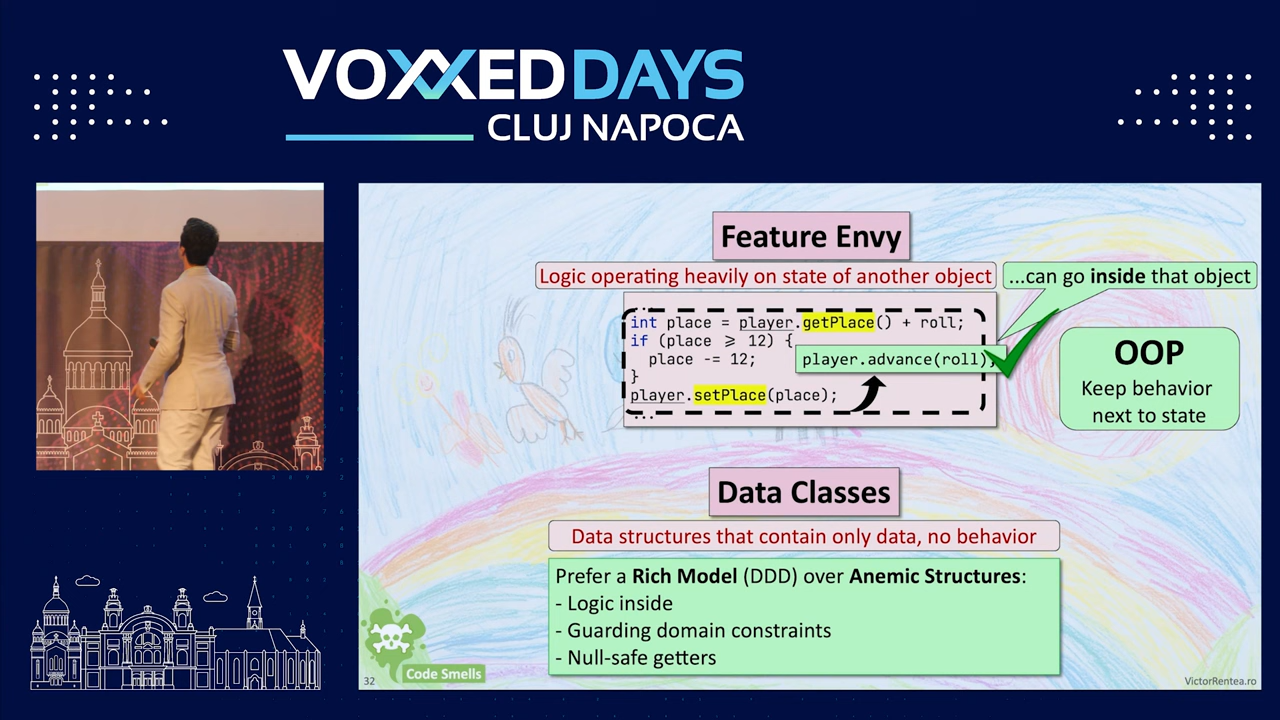 VOXXED DAYS
CLUJ NAPOCA
Feature Envy
Logic operating heavily on state of another object
...can go inside that object
...
int place = player.getPlace() + roll;
if (place ⩾ 12) {
place -= 12;
player.advance(roll);
}
player.setPlace(place);
...
OOP
Keep behavior
next to state
Data Classes
Data structures that contain only data, no behavior
Prefer a Rich Model (DDD) over Anemic Structures:
- Logic inside
- Guarding domain constraints
- Null-safe getters
Code Smells
32
VictorRentea.ro